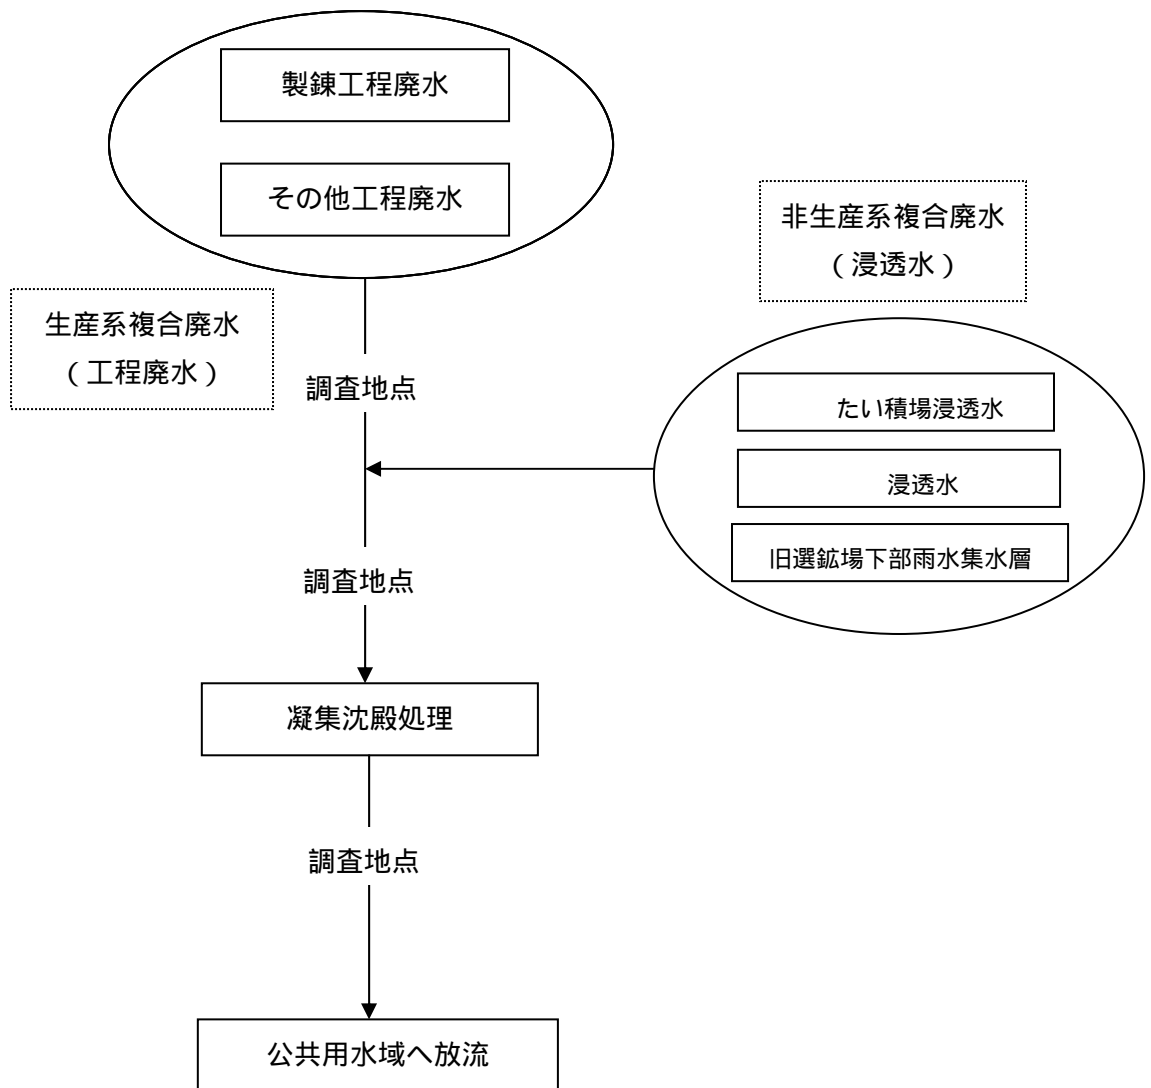 製錬工程廃水
その他工程廃水
非生産系複合廃水
(浸透水)
生産系複合廃水
(工程廃水)
調査地点
たい積場浸透水
浸透水
旧選鉱場下部雨水集水層
調査地点
凝集沈殿処理
調査地点
公共用水域へ放流